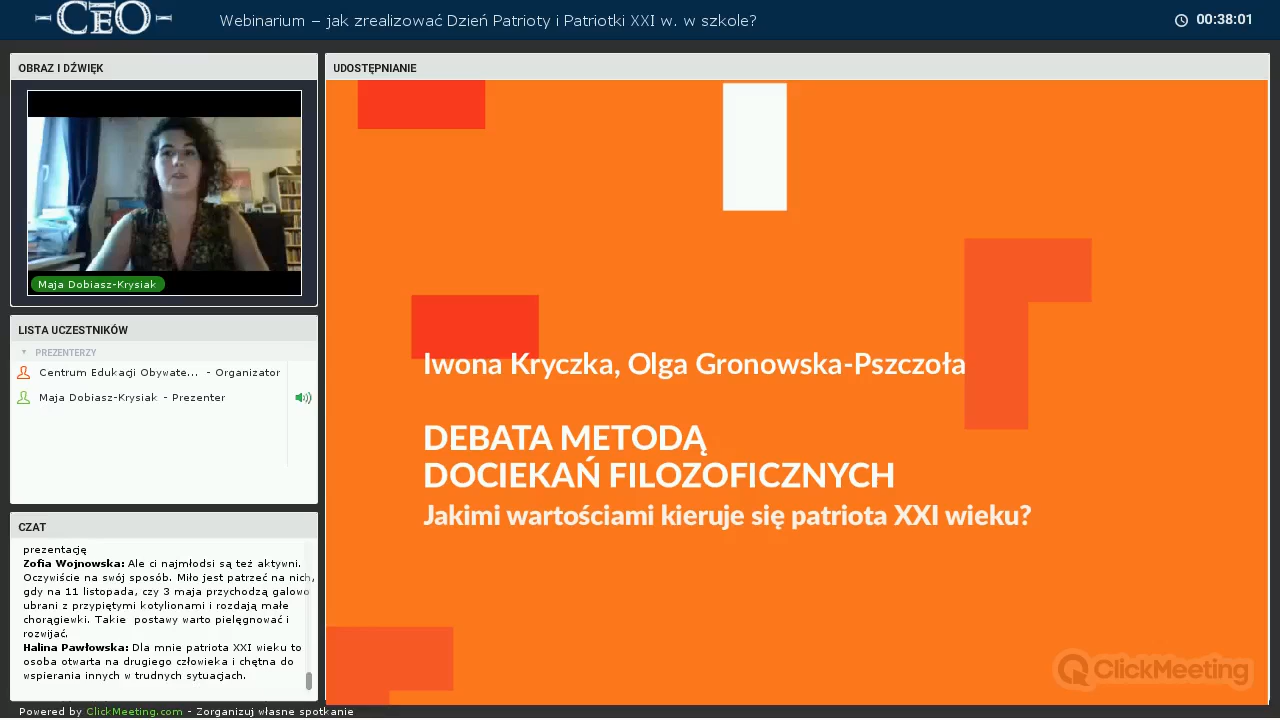 CEO
Webinarium – jak zrealizować Dzień Patrioty i Patriotki XXI w. w szkole?
00:38:01
OBRAZ I DŹWIĘK
Maja Dobiasz-Krysiak
LISTA UCZESTNIKÓW
PREZENTERZY
Centrum Edukacji Obywate... - Organizator
Maja Dobiasz-Krysiak - Prezenter
CZAT
prezentację
Zofia Wojnowska: Ale ci najmłodsi są też aktywni.
Oczywiście na swój sposób. Miło jest patrzeć na nich,
gdy na 11 listopada, czy 3 maja przychodzą galowo
ubrani z przypiętymi kotylionami i rozdają małe
chorągiewki. Takie postawy warto pielęgnować i
rozwijać.
Halina Pawłowska: Dla mnie patriota XXI wieku to
osoba otwarta na drugiego człowieka i chętna do
wspierania innych w trudnych sytuacjach.
Powered by ClickMeeting.com - Zorganizuj własne spotkanie
UDOSTĘPNIANIE
Iwona Kryczka, Olga Gronowska-Pszczoła
DEBATA METODĄ
DOCIEKAŃ FILOZOFICZNYCH
Jakimi wartościami kieruje się patriota XXI wieku?
ClickMeeting